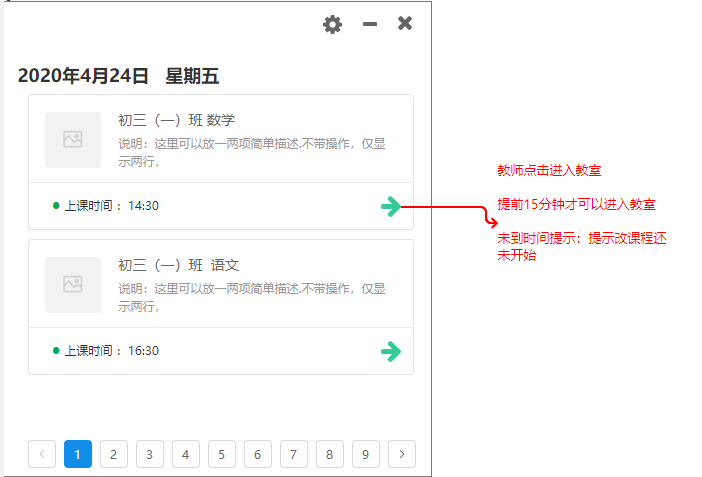 2020年4月24日 星期五
初三（一）班 数学
说明：这里可以放一两项简单描述.不带操作，仅显
示两行,
上课时间 ：14:30
教师点击进入教室
提前15分钟才可以进入教室
未到时间提示；提示改课程还
未开始
初三（一）班 语文
说明：这里可以放一两项简单描述.不带操作，仅显
示两行,
上课时间 ：16:30
1 2 3 4 5 6 7 8 9